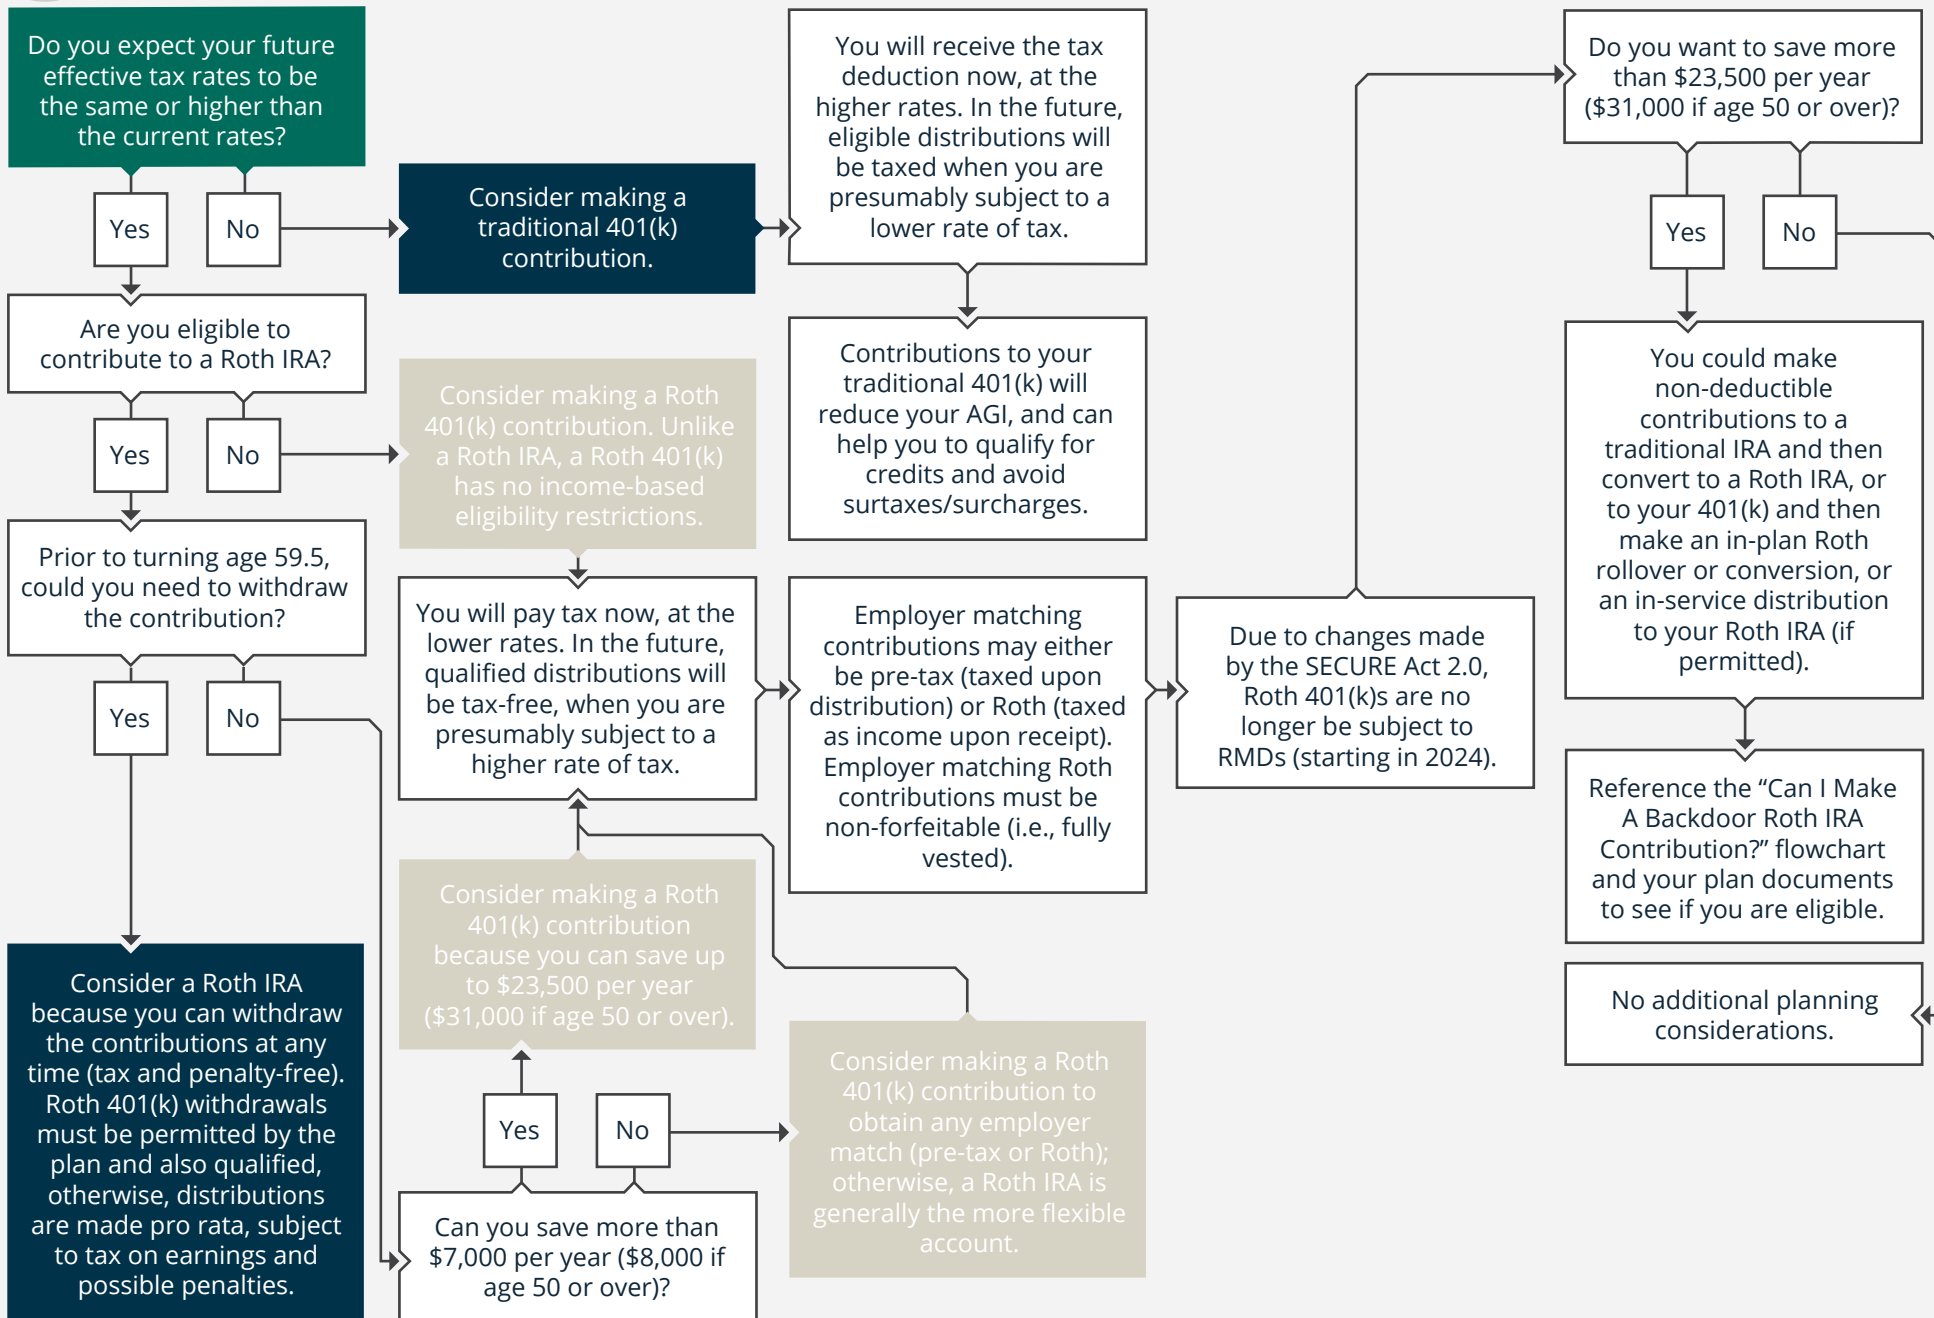 Do you expect your future
effective tax rates to be
the same or higher than
the current rates?
Yes
No
Consider making a
traditional 401(k)
contribution.
You will receive the tax
deduction now, at the
higher rates. In the future,
eligible distributions will
be taxed when you are
presumably subject to a
lower rate of tax.
Contributions to your
traditional 401(k) will
reduce your AGI, and can
help you to qualify for
credits and avoid
surtaxes/surcharges.
Are you eligible to
contribute to a Roth IRA?
Yes
No
Consider making a Roth
401(k) contribution. Unlike
a Roth IRA, a Roth 401(k)
has no income-based
eligibility restrictions.
Prior to turning age 59.5,
could you need to withdraw
the contribution?
Yes
No
Consider a Roth IRA
because you can withdraw
the contributions at any
time (tax and penalty-free).
Roth 401(k) withdrawals
must be permitted by the
plan and also qualified,
otherwise, distributions
are made pro rata, subject
to tax on earnings and
possible penalties.
Can you save more than
$7,000 per year ($8,000 if
age 50 or over)?
Yes
No
Consider making a Roth
401(k) contribution
because you can save up
to $23,500 per year
($31,000 if age 50 or over).
Consider making a Roth
401(k) contribution to
obtain any employer
match (pre-tax or Roth);
otherwise, a Roth IRA is
generally the more flexible
account.
You will pay tax now, at the
lower rates. In the future,
qualified distributions will
be tax-free, when you are
presumably subject to a
higher rate of tax.
Employer matching
contributions may either
be pre-tax (taxed upon
distribution) or Roth (taxed
as income upon receipt).
Employer matching Roth
contributions must be
non-forfeitable (i.e., fully
vested).
Due to changes made
by the SECURE Act 2.0,
Roth 401(k)s are no
longer be subject to
RMDs (starting in 2024).
Do you want to save more
than $23,500 per year
($31,000 if age 50 or over)?
Yes
No
You could make
non-deductible
contributions to a
traditional IRA and then
convert to a Roth IRA, or
to your 401(k) and then
make an in-plan Roth
rollover or conversion, or
an in-service distribution
to your Roth IRA (if
permitted).
Reference the “Can I Make
A Backdoor Roth IRA
Contribution?” flowchart
and your plan documents
to see if you are eligible.
No additional planning
considerations.